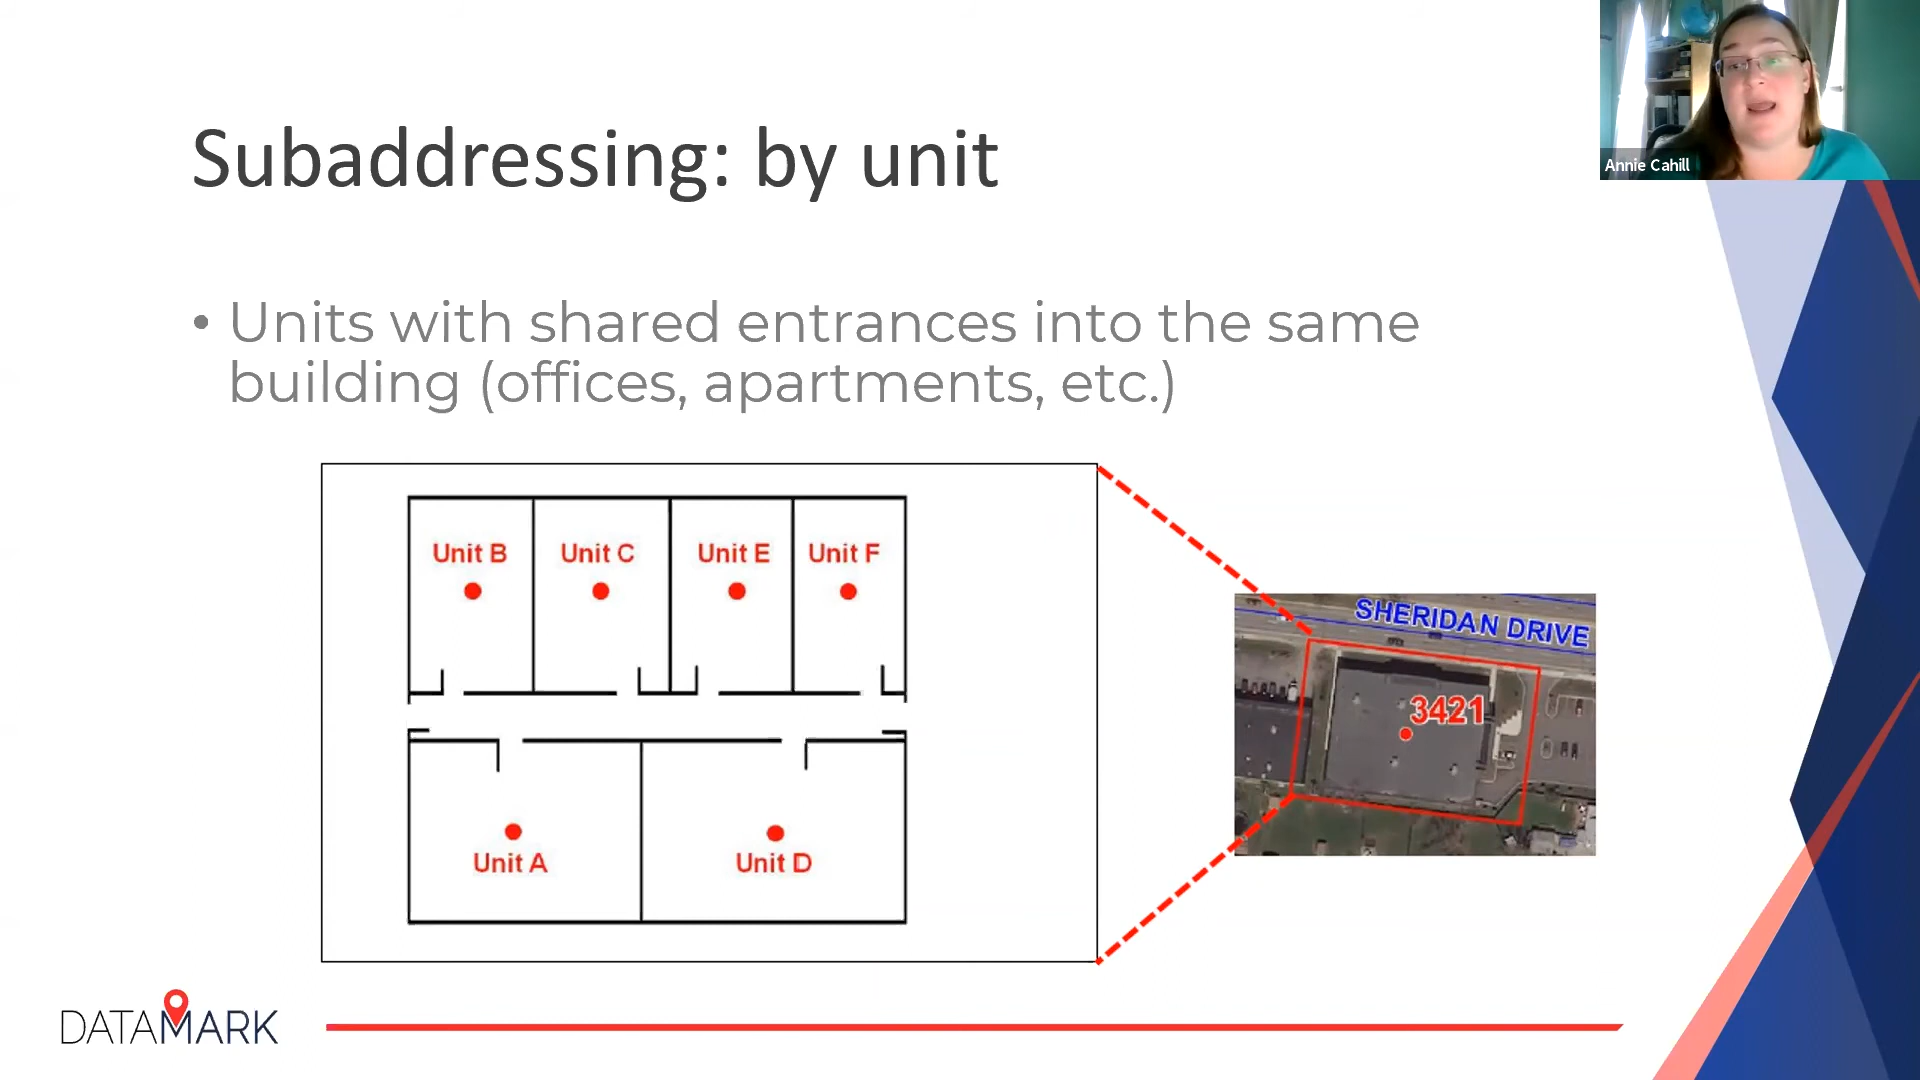 Annie Cahill
Subaddressing: by unit
• Units with shared entrances into the same
building (offices, apartments, etc.)
Unit B
Unit C
Unit E
Unit F
Unit A
Unit D
SHERIDAN DRIVE
3421
DATAMARK